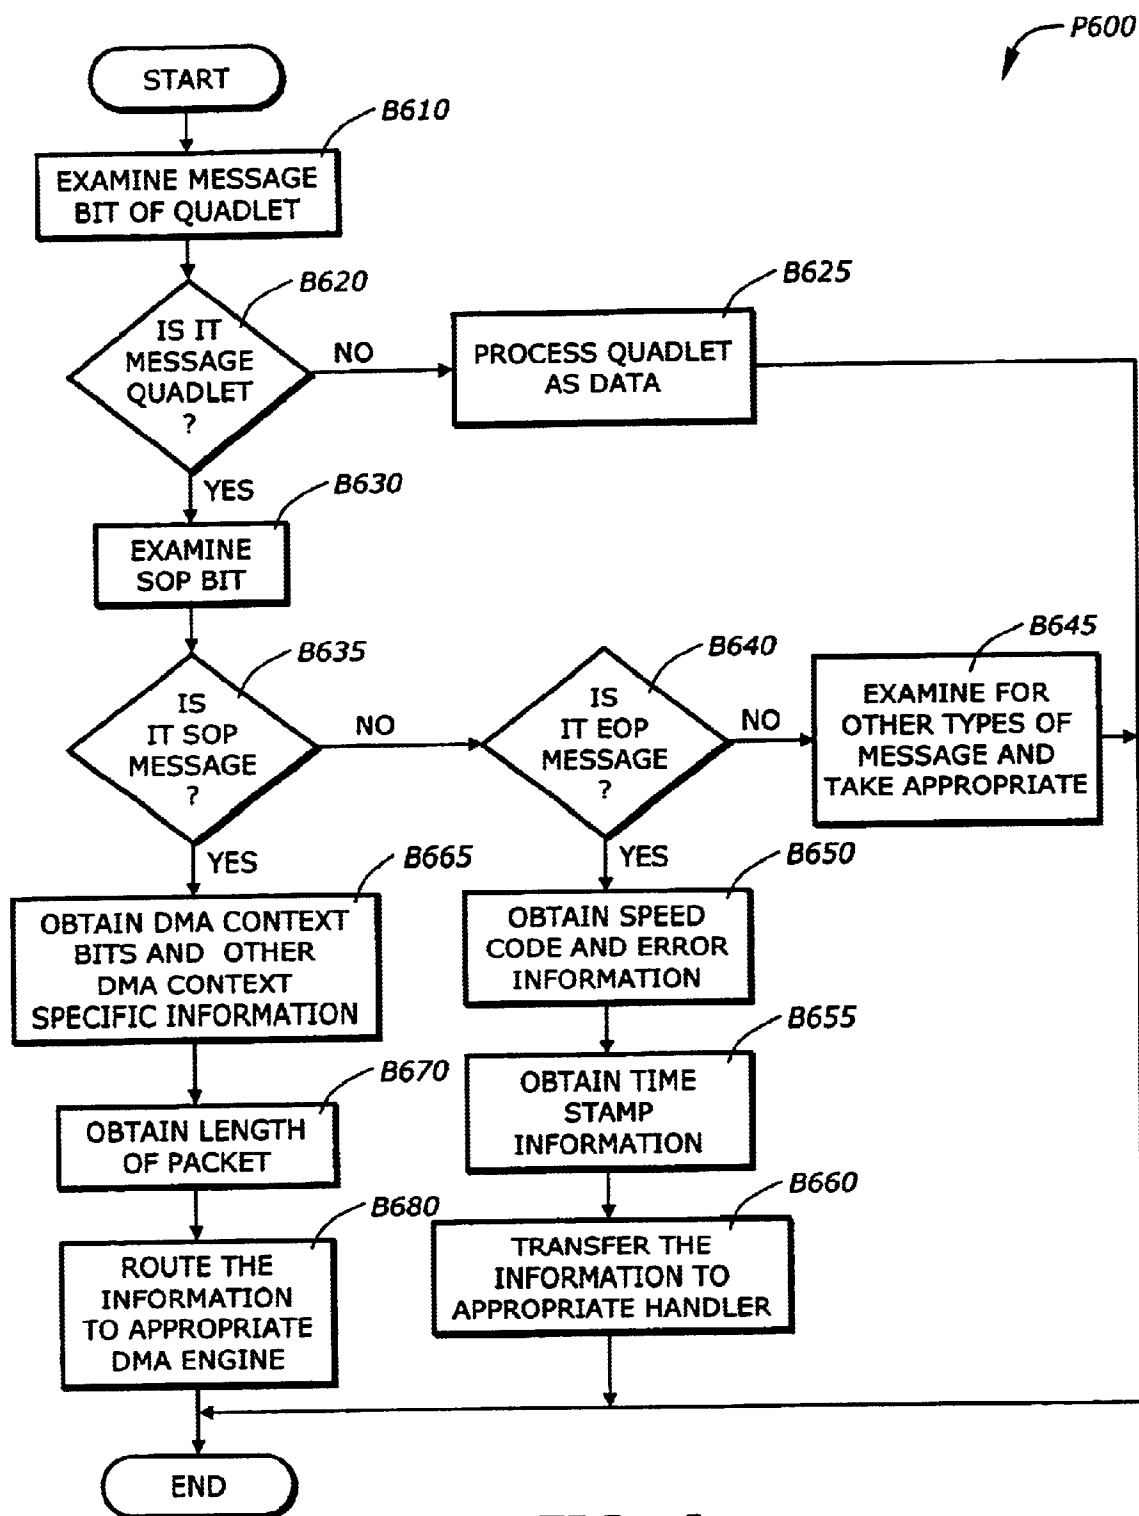 P600
START
B610
EXAMINE MESSAGE
BIT OF QUADLET
B620
IS IT
MESSAGE
QUADLET
?
NO
B625
PROCESS QUADLET
AS DATA
YES
B630
EXAMINE
SOP BIT
B635
IS
IT SOP
MESSAGE
?
NO
B640
IS
IT EOP
MESSAGE
?
NO
B645
EXAMINE FOR
OTHER TYPES OF
MESSAGE AND
TAKE APPROPRIATE
YES
B665
OBTAIN DMA CONTEXT
BITS AND OTHER
DMA CONTEXT
SPECIFIC INFORMATION
YES
B650
OBTAIN SPEED
CODE AND ERROR
INFORMATION
B655
OBTAIN TIME
STAMP
INFORMATION
B670
OBTAIN LENGTH
OF PACKET
B660
TRANSFER THE
INFORMATION TO
APPROPRIATE HANDLER
B680
ROUTE THE
INFORMATION
TO APPROPRIATE
DMA ENGINE
END